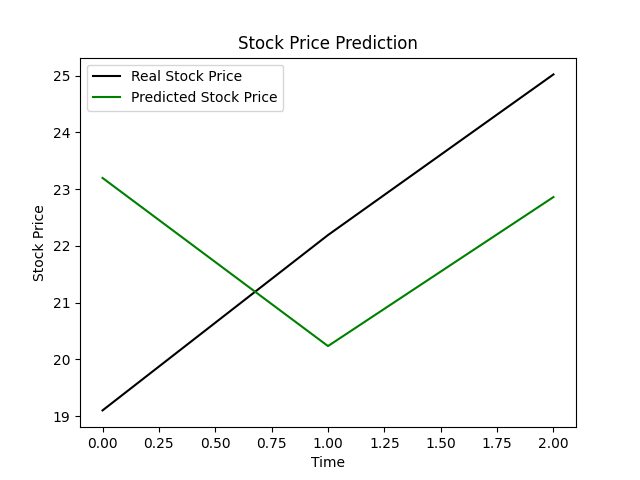 Stock Price Prediction
Real Stock Price
Predicted Stock Price
Stock Price
25
24
23
22
21
20
19
0.00 0.25 0.50 0.75 1.00 1.25 1.50 1.75 2.00
Time